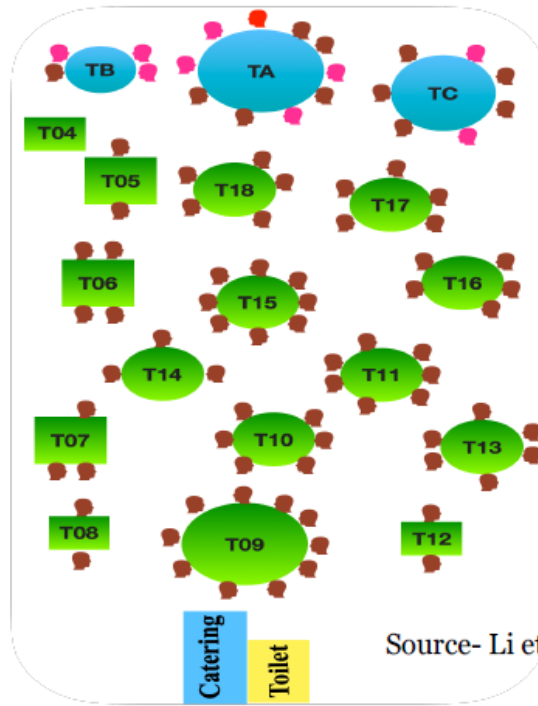 TB
TA
TC
T04
T05
T18
T17
T06
T15
T16
T14
T11
T07
T10
T13
T08
T09
T12
Catering
Toilet
Source- Li et